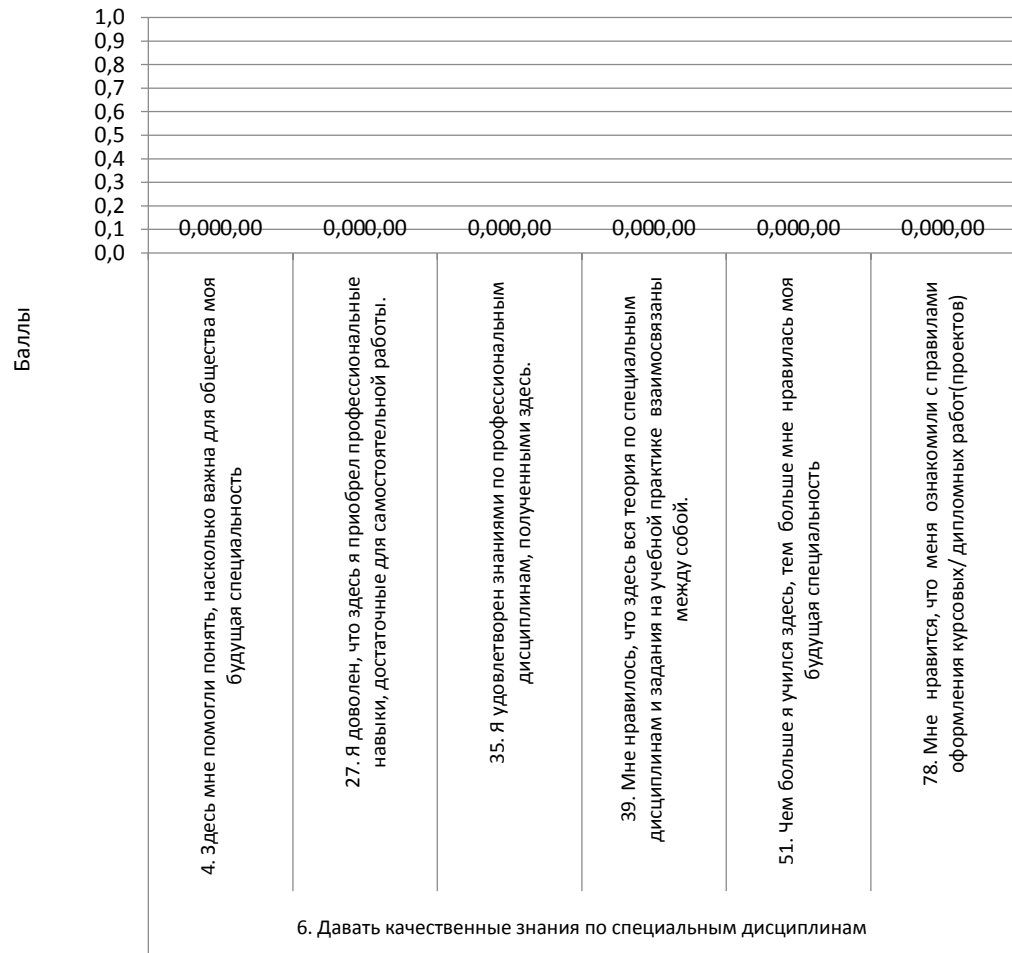 1,0
0,9
0,8
0,7
0,6
0,5
0,4
0,3
0,2
0,1
0,0
Баллы
0,000,00 0,000,00 0,000,00 0,000,00 0,000,00 0,000,00
4. Здесь мне помогли понять, насколько важна для общества моя
будущая специальность
27. Я доволен, что здесь я приобрел профессиональные
навыки, достаточные для самостоятельной работы.
35. Я удовлетворен знаниями по профессиональным
дисциплинам, полученными здесь.
39. Мне нравилось, что здесь вся теория по специальным
дисциплинам и задания на учебной практике взаимосвязаны
между собой.
51. Чем больше я учился здесь, тем больше мне нравилась моя
будущая специальность
78. Мне нравится, что меня ознакомили с правилами
оформления курсовых/ дипломных работ(проектов)
6. Давать качественные знания по специальным дисциплинам